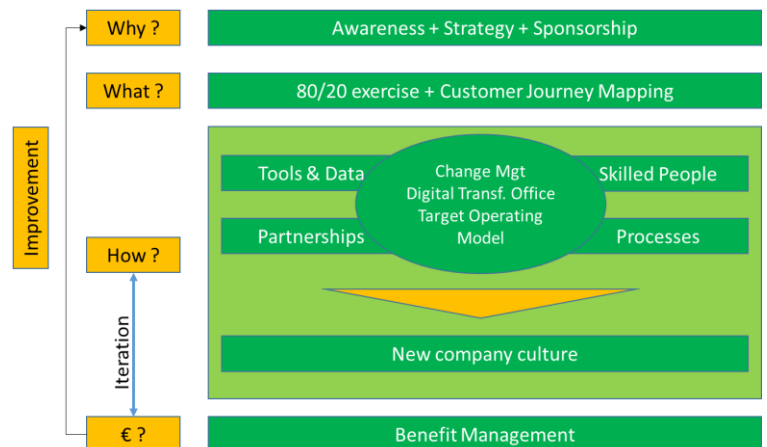 Why ?
Awareness + Strategy + Sponsorship
What ?
80/20 exercise + Customer Journey Mapping
Improvement
Tools & Data
Change Mgt
Digital Transf. Office
Target Operating
Model
Skilled People
Partnerships
Processes
How ?
Iteration
New company culture
€ ?
Benefit Management